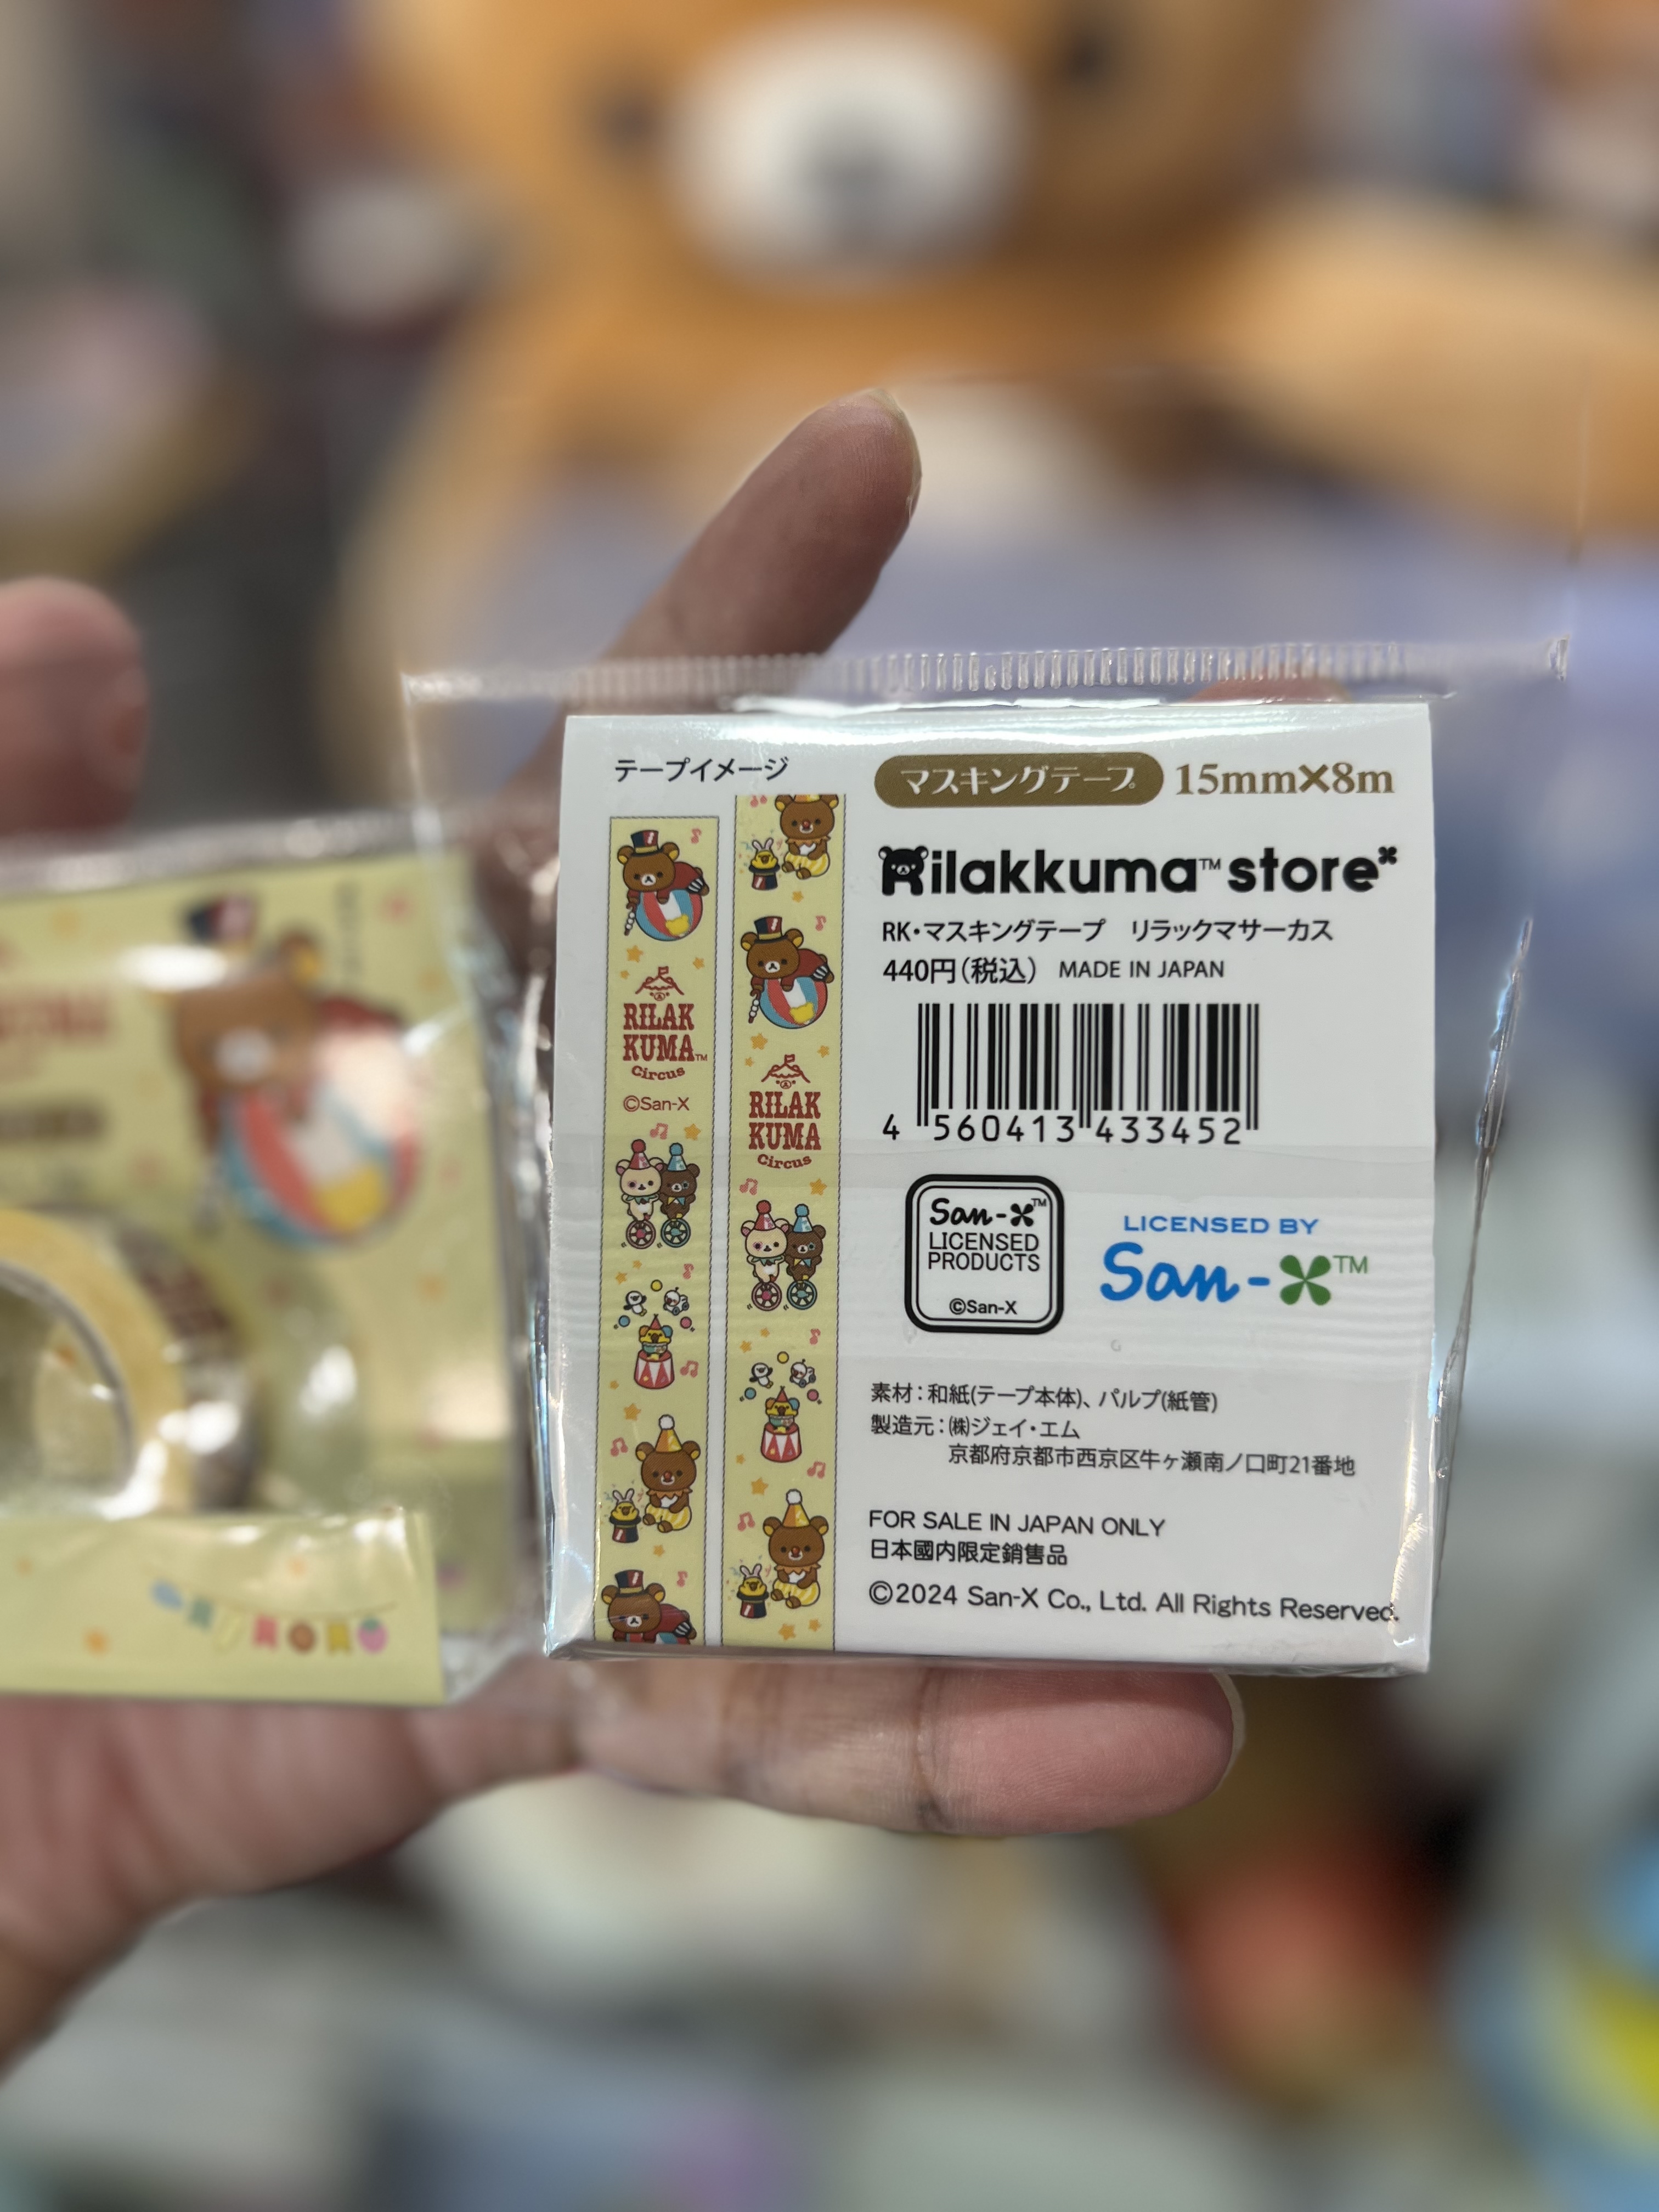 テープイメージ
RILAK
KUMA™
Circus
©San-X
RILAK
KUMA
Circus
マスキングテープ 15mm×8m
Rilakkuma™ store
RK・マスキングテープ リラックマサーカス
440円(税込) MADE IN JAPAN
4 560413 433452
San-X™
LICENSED
PRODUCTS
©San-X
LICENSED BY
San-X™
素材:和紙(テープ本体)、パルプ(紙管)
製造元:㈱ジェイ・エム
京都府京都市西京区牛ヶ瀬南ノ口町21番地
FOR SALE IN JAPAN ONLY
日本國内限定銷售品
©2024 San-X Co., Ltd. All Rights Reserved.